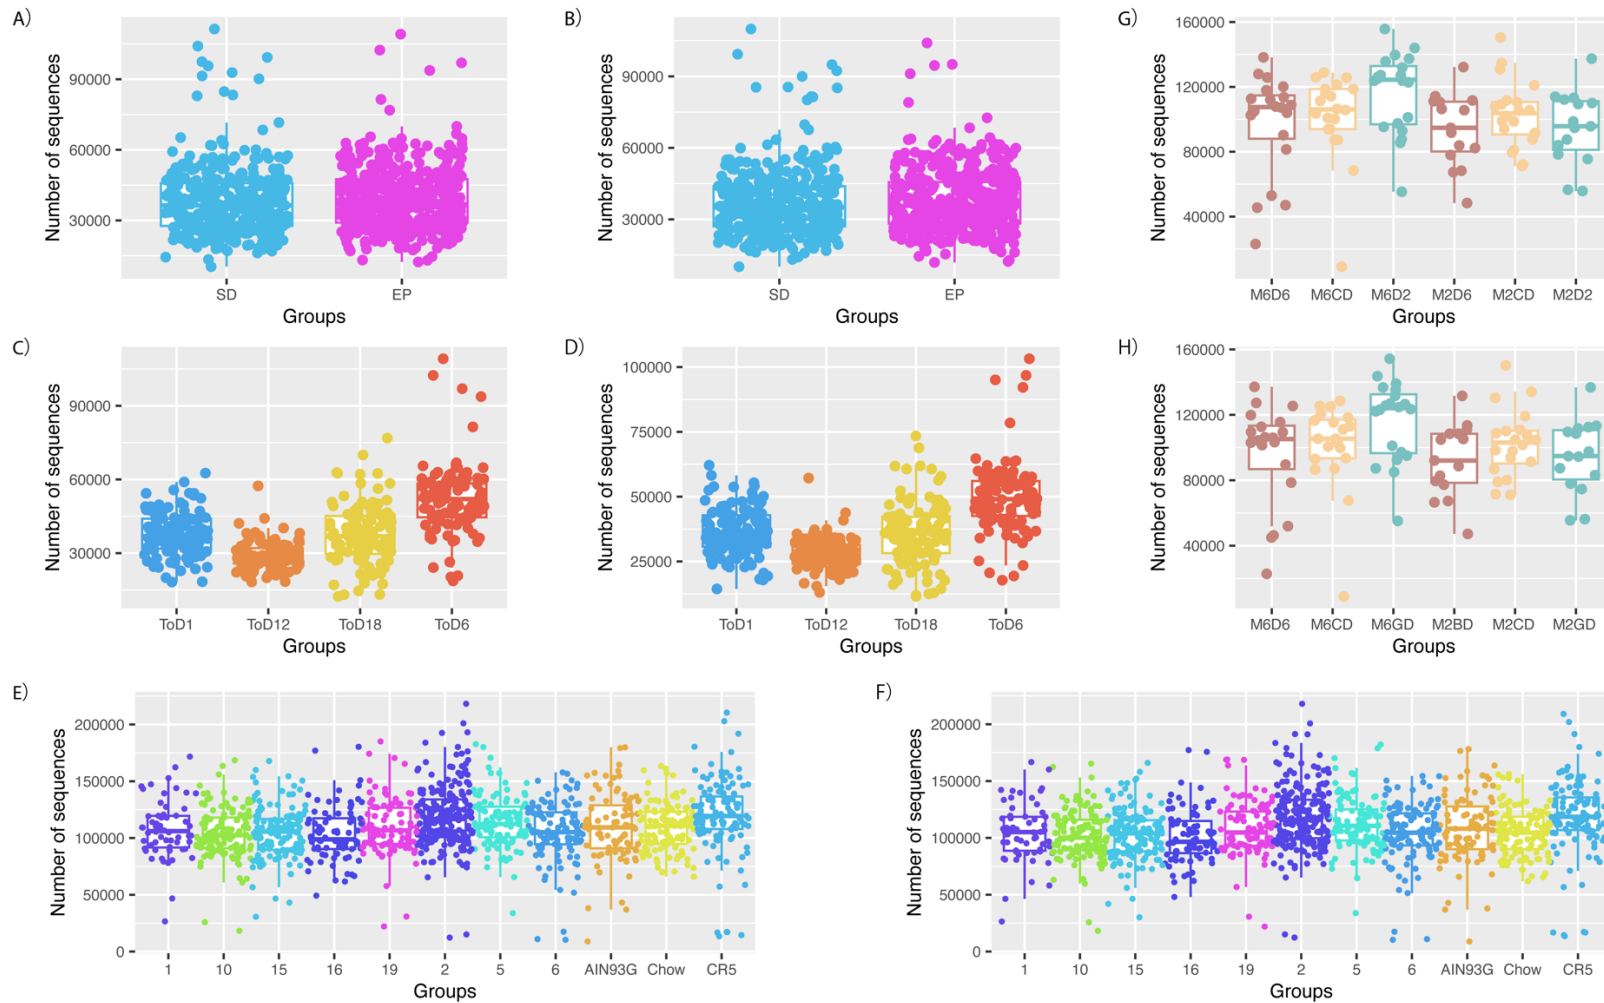 A)
Number of sequences
90000
60000
30000
SD EP
Groups
B)
Number of sequences
90000
60000
30000
SD EP
Groups
G)
Number of sequences
160000
120000
80000
40000
M6D6 M6CD M6D2 M2D6 M2CD M2D2
Groups
C)
Number of sequences
90000
60000
30000
ToD1 ToD12 ToD18 ToD6
Groups
D)
Number of sequences
100000
75000
50000
25000
ToD1 ToD12 ToD18 ToD6
Groups
H)
Number of sequences
160000
120000
80000
40000
M6D6 M6CD M6GD M2BD M2CD M2GD
Groups
E)
Number of sequences
200000
150000
100000
50000
0
1 10 15 16 19 2 5 6 AIN93G Chow CR5
Groups
F)
Number of sequences
200000
150000
100000
50000
0
1 10 15 16 19 2 5 6 AIN93G Chow CR5
Groups